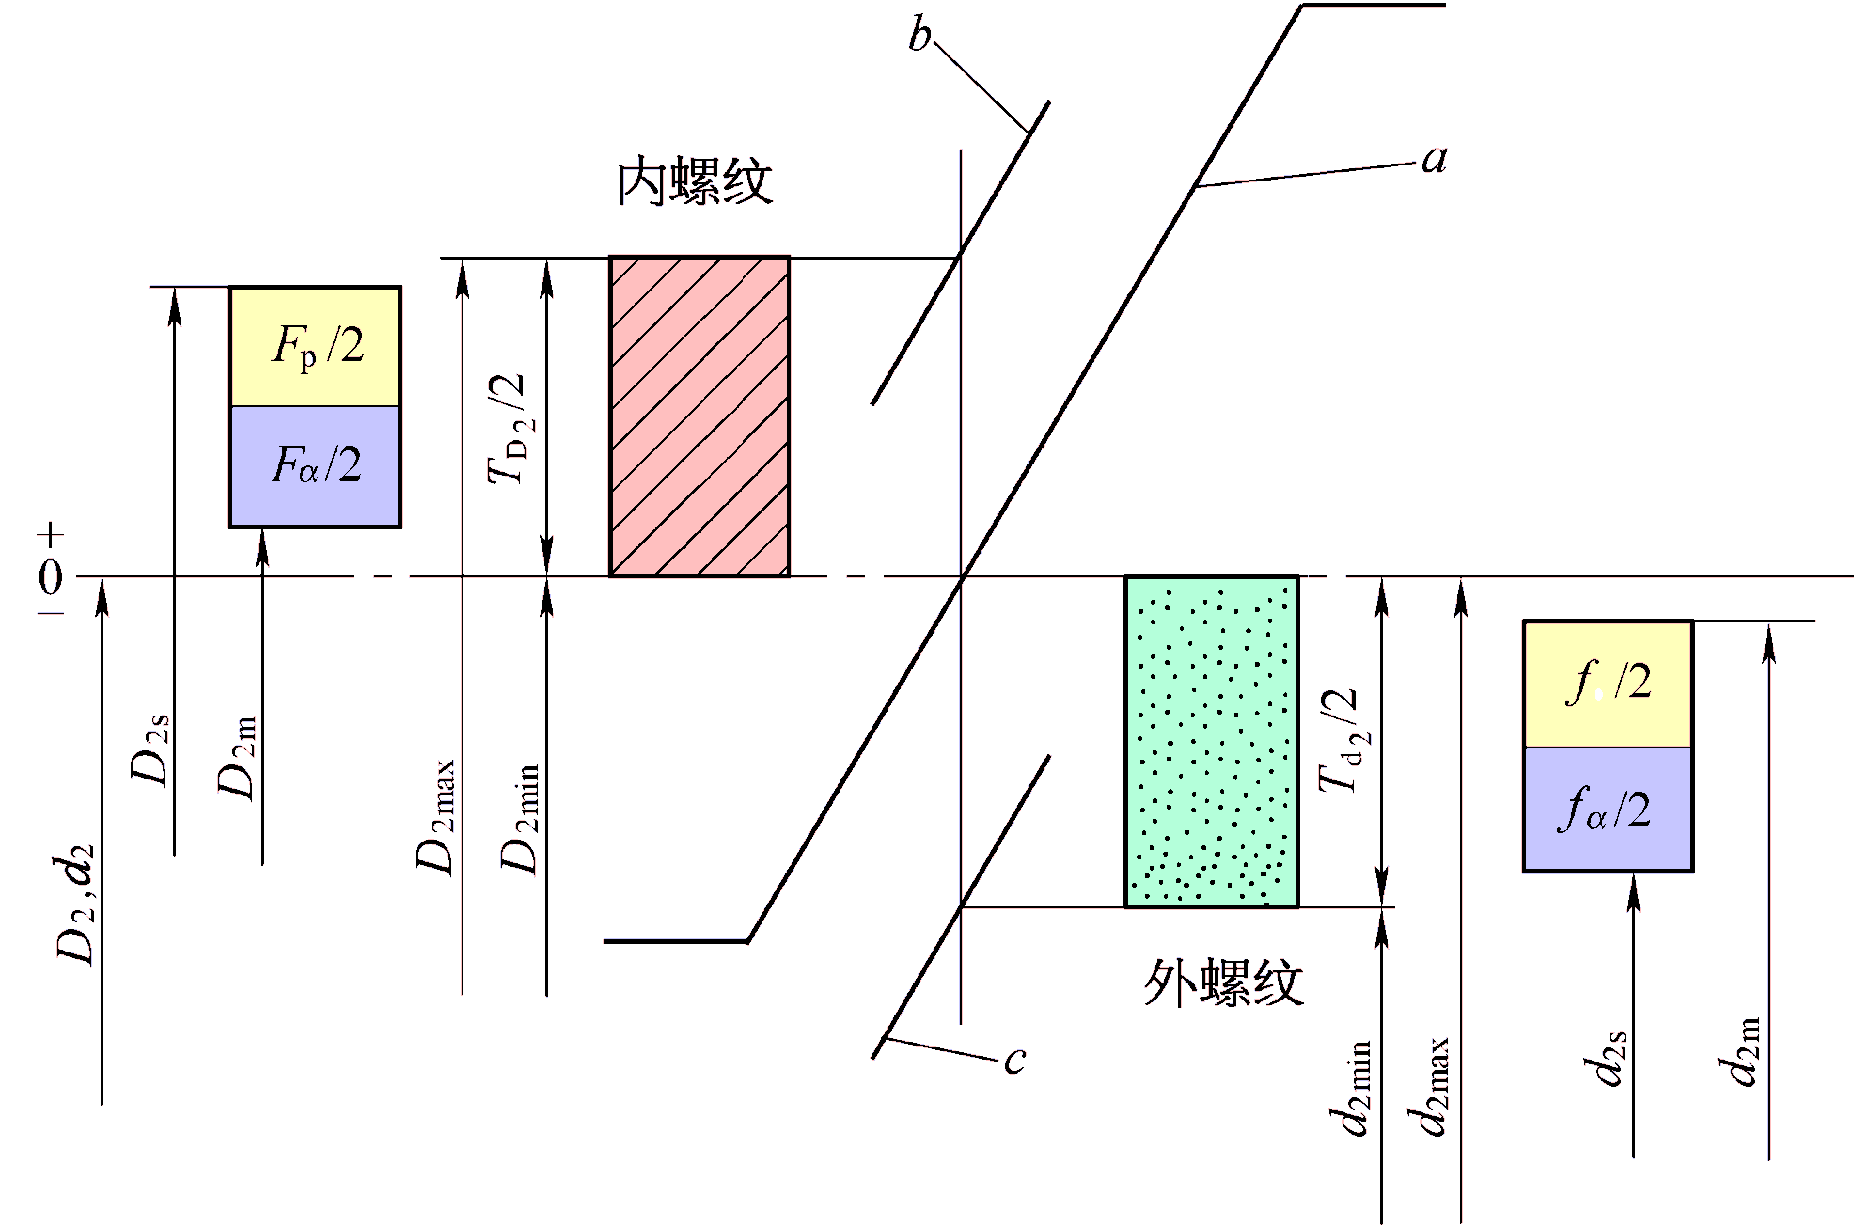 b
a
内螺纹
Fp/2
Fα/2
TD2/2
+
0
−
D2s
D2m
D2max
D2min
D2,d2
f /2
fα/2
Td2/2
外螺纹
c
d2min
d2max
d2s
d2m